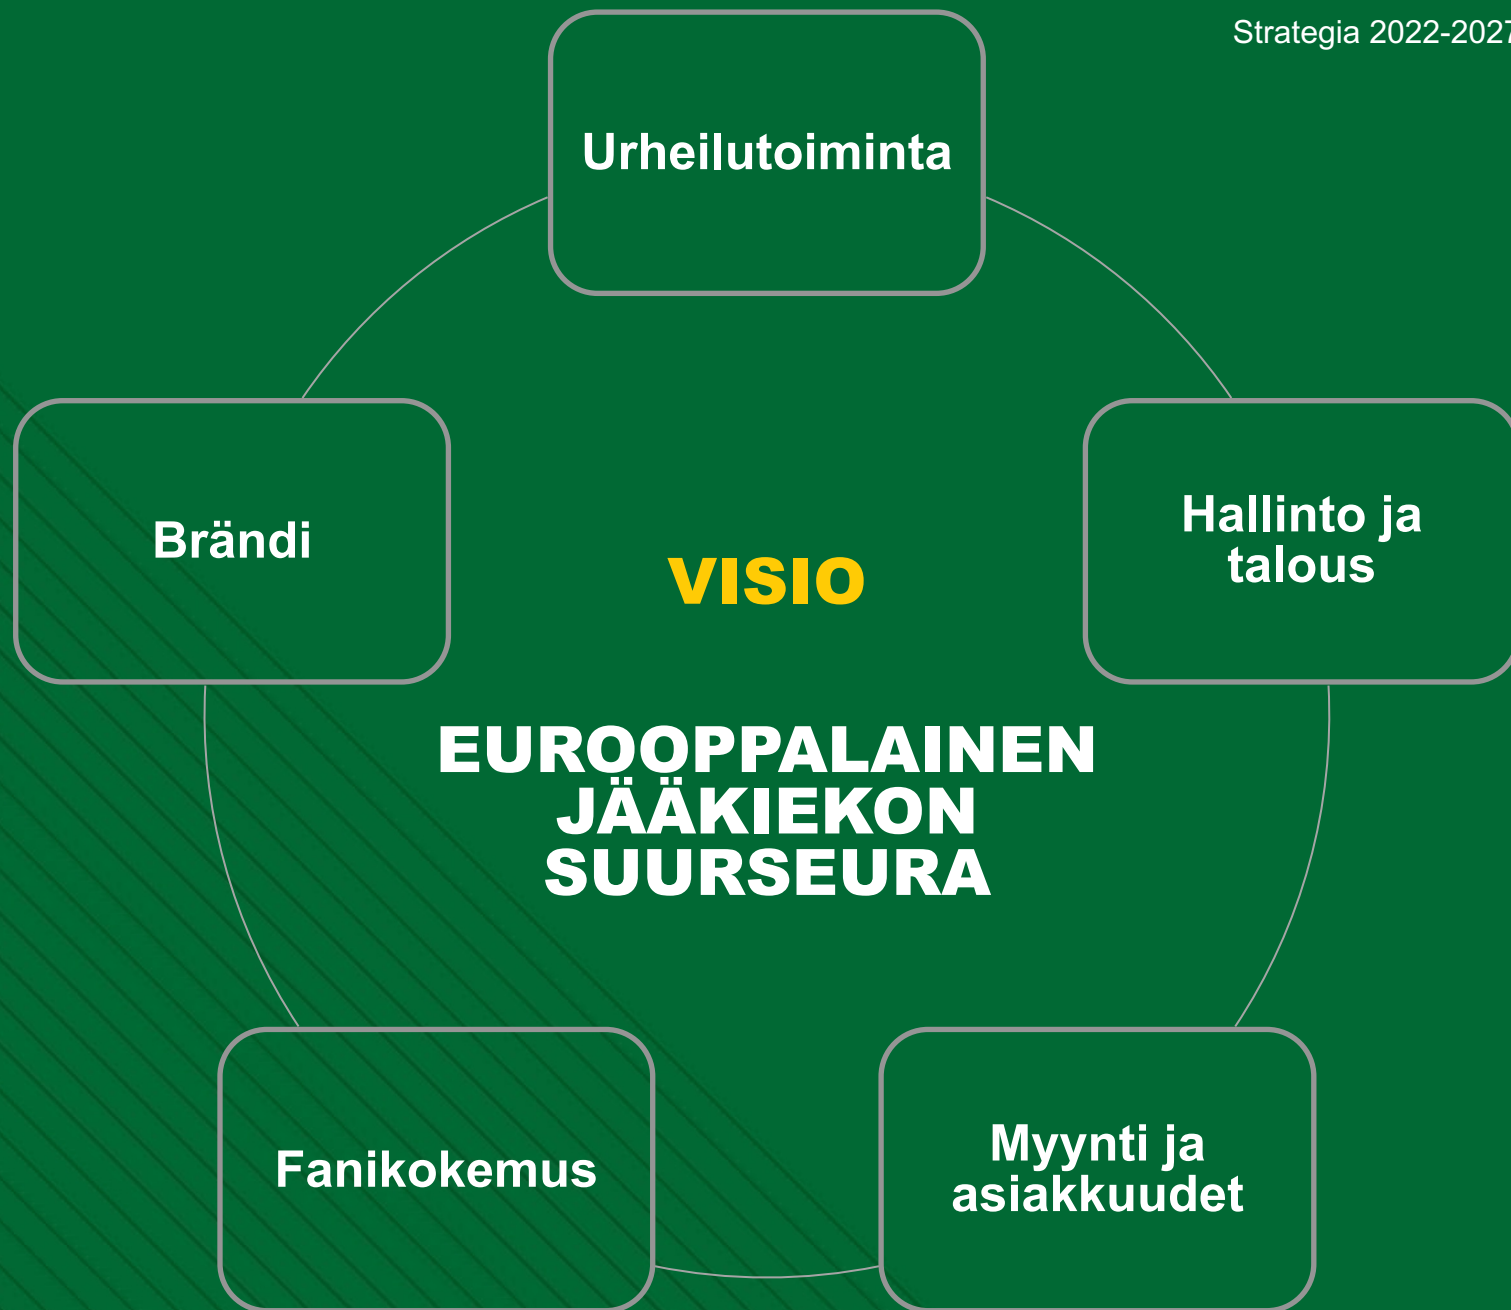 Strategia 2022-2027
Urheilutoiminta
Brändi
Hallinto ja
talous
VISIO
EUROOPPALAINEN
JÄÄKIEKON
SUURSEURA
Fanikokemus
Myynti ja
asiakkuudet